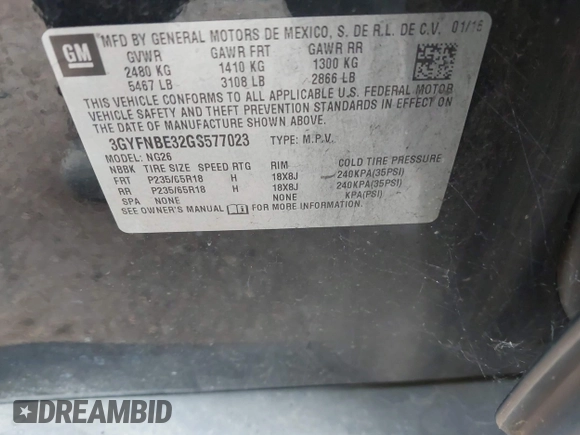 GM
MFD BY GENERAL MOTORS DE MEXICO, S. DE R.L. DE C.V. 01/16
GVWR GAWR FRT GAWR RR
2480 KG 1410 KG 1300 KG
5467 LB 3108 LB 2866 LB
THIS VEHICLE CONFORMS TO ALL APPLICABLE U.S. FEDERAL MOTOR
VEHICLE SAFETY AND THEFT PREVENTION STANDARDS IN EFFECT ON
THE DATE OF MANUFACTURE SHOWN ABOVE.
3GYFNBE32GS577023 TYPE: M.P.V.
MODEL: NG26
NBBK TIRE SIZE SPEED RTG RIM COLD TIRE PRESSURE
FRT P235/65R18 H 18X8J 240KPA(35PSI)
RR P235/65R18 H 18X8J 240KPA(35PSI)
SPA NONE NONE KPA(PSI)
SEE OWNER'S MANUAL FOR ADDITIONAL INFORMATION.
DREAMBID